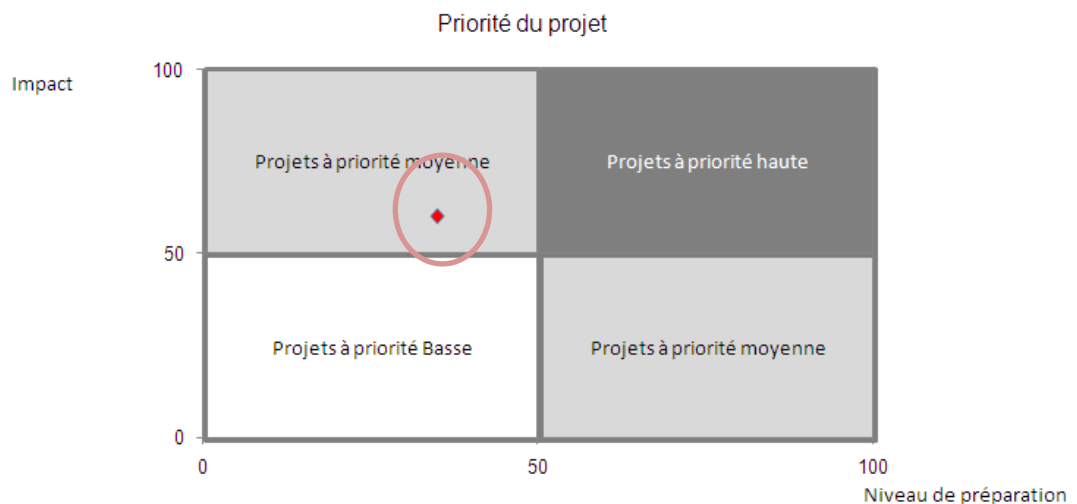 Priorité du projet
Impact
100
Projets à priorité moyenne
Projets à priorité haute
50
Projets à priorité Basse
Projets à priorité moyenne
0
0
50
100
Niveau de préparation